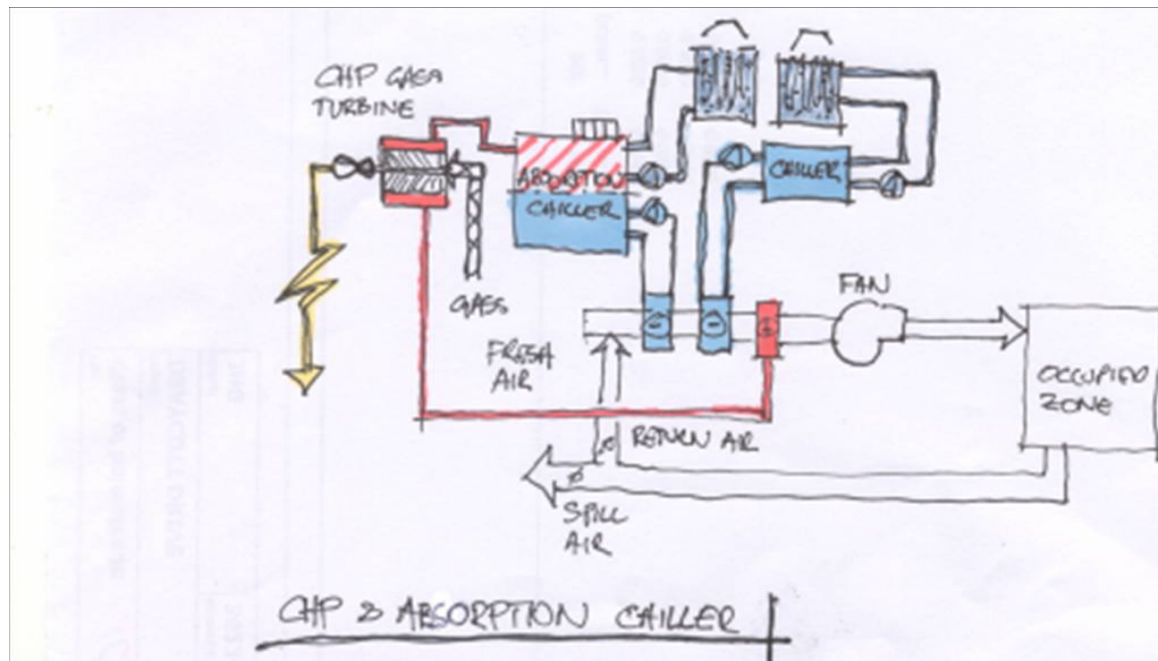 CHP GAS
TURBINE
ABSORPTION
CHILLER
CHILLER
GAS
FAN
FRESH
AIR
OCCUPIED
ZONE
RETURN AIR
SPILL
AIR
CHP & ABSORPTION CHILLER